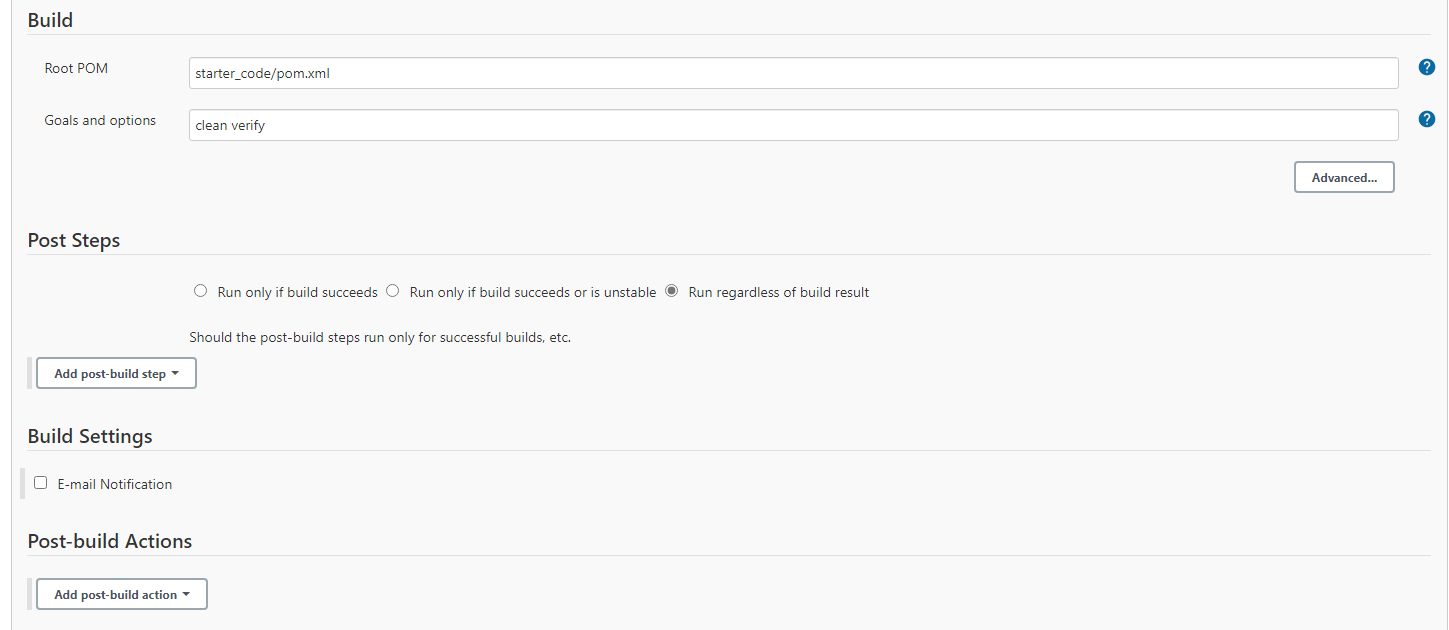 Build
Root POM
starter_code/pom.xml
?
Goals and options
clean verify
?
Advanced...
Post Steps
Run only if build succeeds Run only if build succeeds or is unstable Run regardless of build result
Should the post-build steps run only for successful builds, etc.
Add post-build step
Build Settings
E-mail Notification
Post-build Actions
Add post-build action